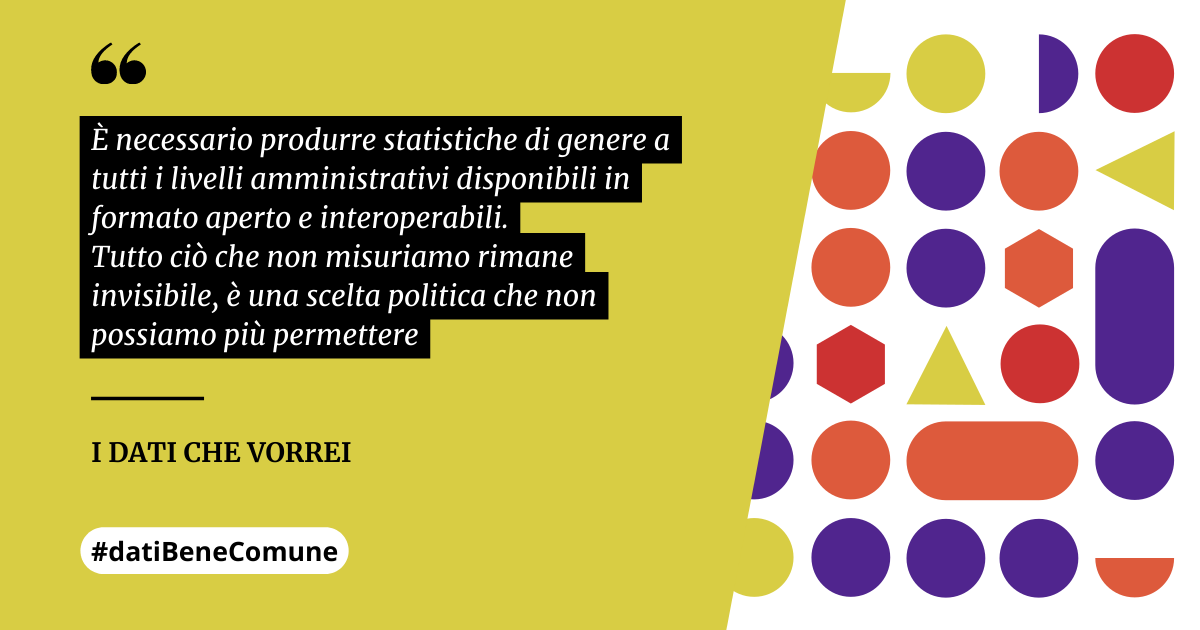 “
È necessario produrre statistiche di genere a
tutti i livelli amministrativi disponibili in
formato aperto e interoperabili.
Tutto ciò che non misuriamo rimane
invisibile, è una scelta politica che non
possiamo più permettere
I DATI CHE VORREI
#datiBeneComune